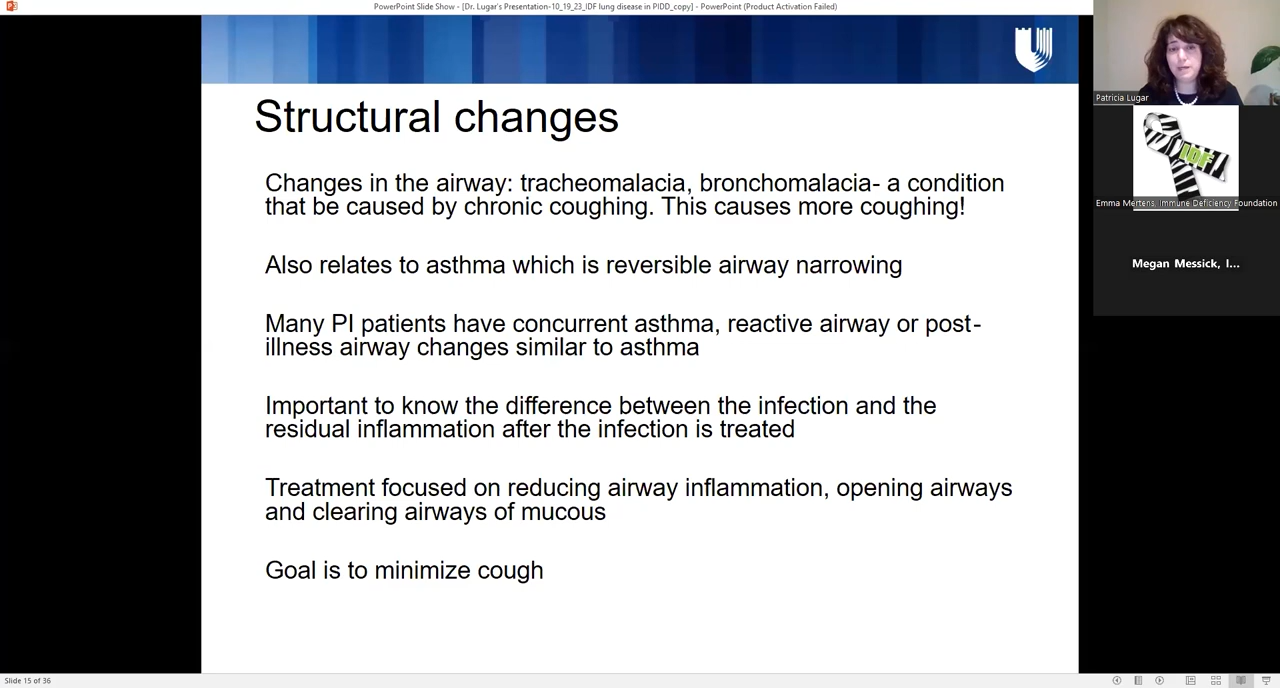 PowerPoint Slide Show - [Dr. Lugar's Presentation-10_19_23_IDF lung disease in PIDD_copy] - PowerPoint (Product Activation Failed)
Structural changes
Changes in the airway: tracheomalacia, bronchomalacia- a condition
that be caused by chronic coughing. This causes more coughing!
Also relates to asthma which is reversible airway narrowing
Many PI patients have concurrent asthma, reactive airway or post-
illness airway changes similar to asthma
Important to know the difference between the infection and the
residual inflammation after the infection is treated
Treatment focused on reducing airway inflammation, opening airways
and clearing airways of mucous
Goal is to minimize cough
Patricia Lugar
IDF
Emma Mertens, Immune Deficiency Foundation
Megan Messick, I...
Slide 15 of 36